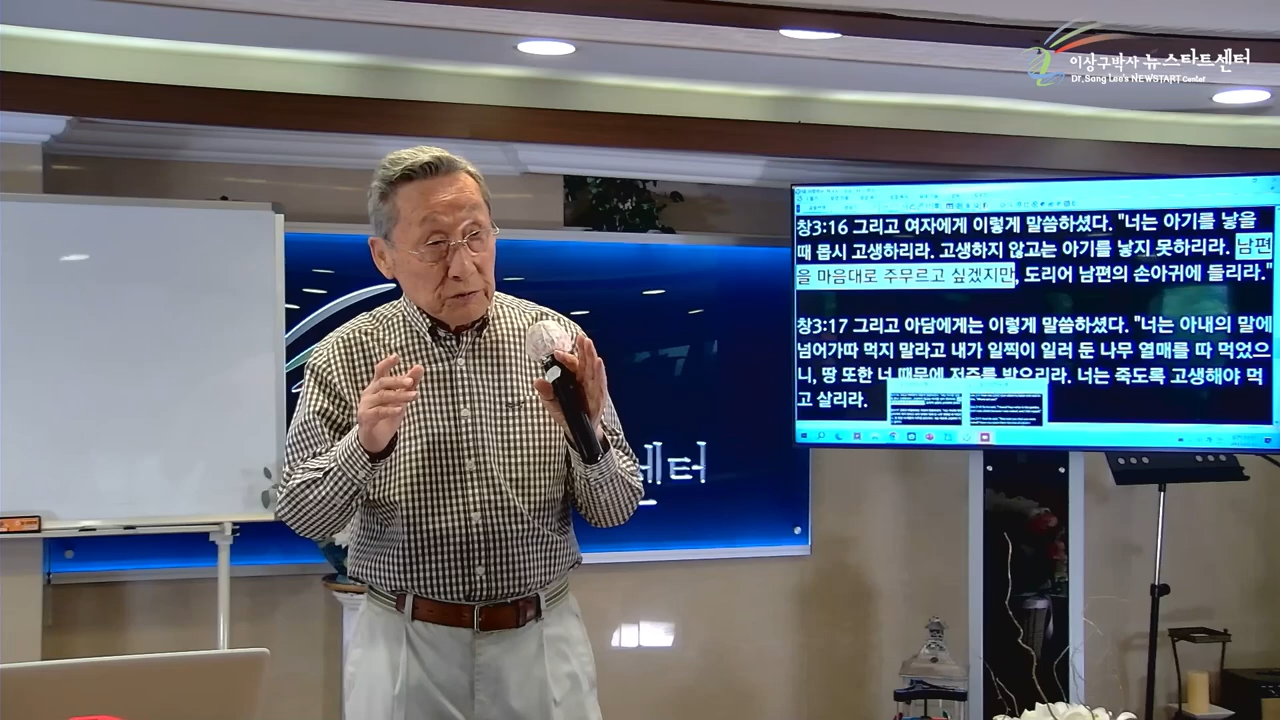 이상구박사 뉴스타트센터
Dr. Sang Lee's NEWSTART Center
창3:16 그리고 여자에게 이렇게 말씀하셨다. "너는 아기를 낳을
때 몹시 고생하리라. 고생하지 않고는 아기를 낳지 못하리라. 남편
을 마음대로 주무르고 싶겠지만, 도리어 남편의 손아귀에 들리라."
창3:17 그리고 아담에게는 이렇게 말씀하셨다. "너는 아내의 말에
넘어가따 먹지 말라고 내가 일찍이 일러 둔 나무 열매를 따 먹었으
니, 땅 또한 너 때문에 저주를 받으리라. 너는 죽도록 고생해야 먹
고 살리라.
센터